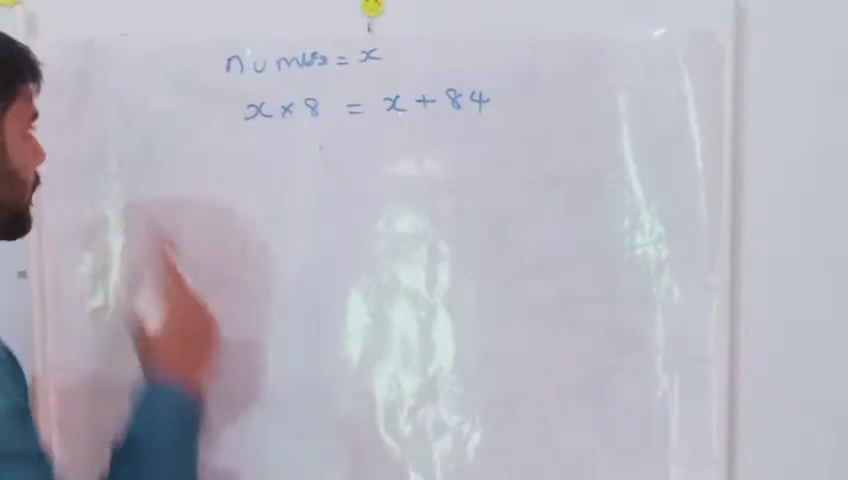 number = x
x × 8 = x + 84